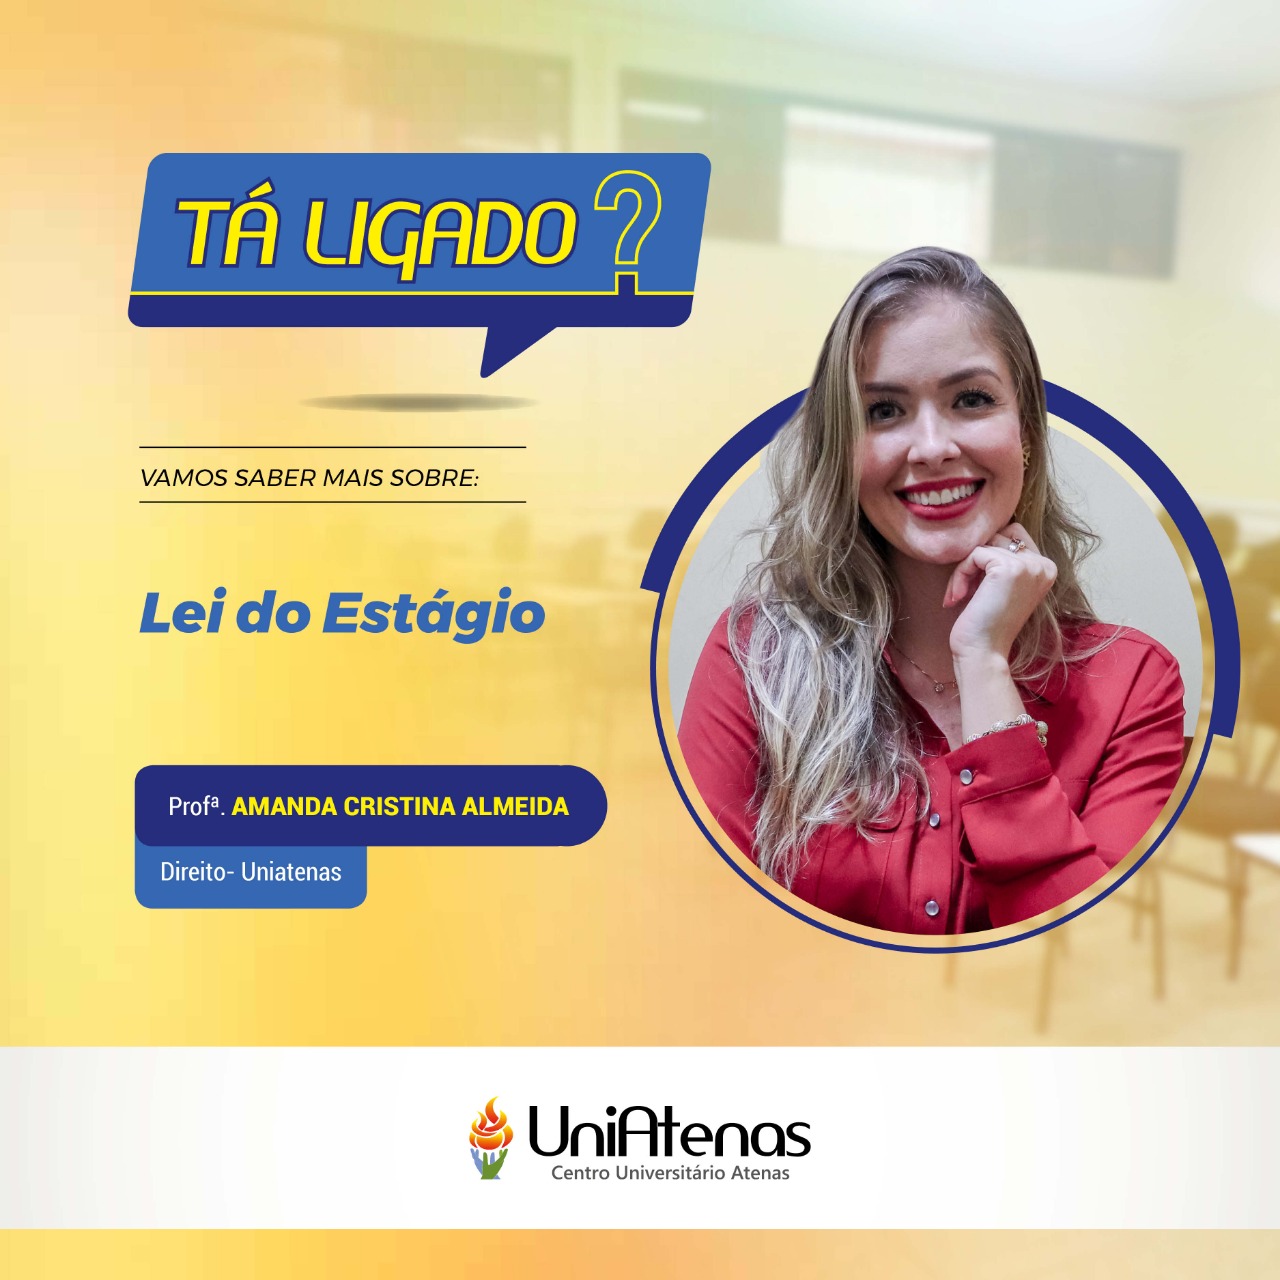 TÁ LIGADO?
VAMOS SABER MAIS SOBRE:
Lei do Estágio
Profª. AMANDA CRISTINA ALMEIDA
Direito- Uniatenas
UniAtenas
Centro Universitário Atenas